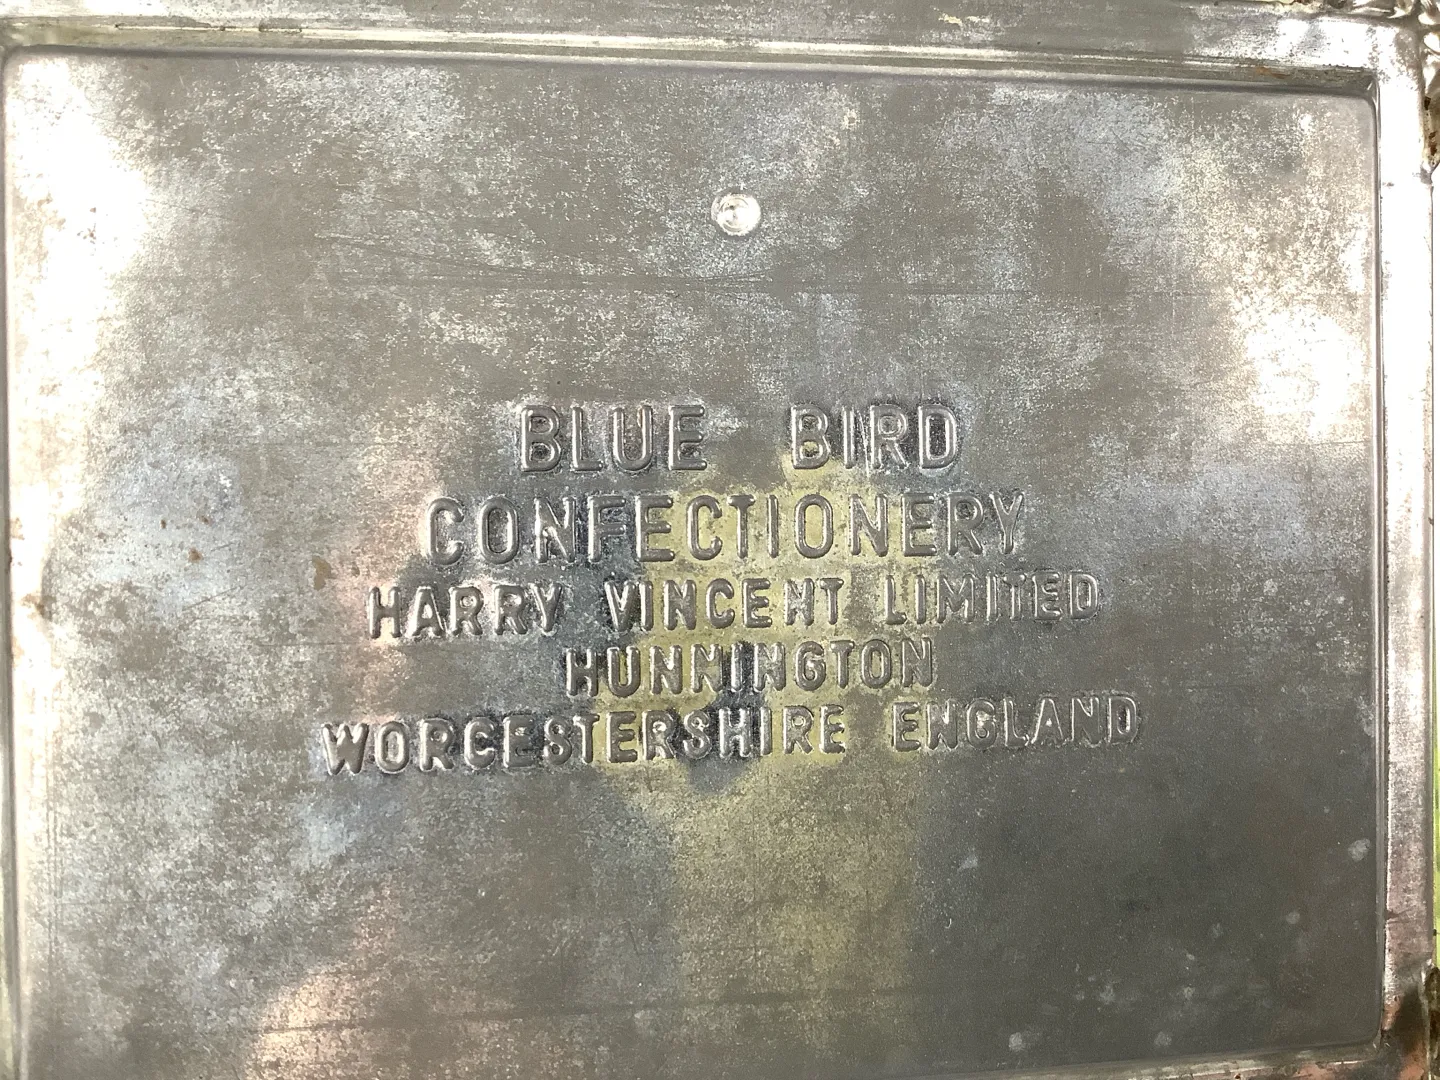 BLUE BIRD
CONFECTIONERY
HARRY VINCENT LIMITED
HUNNINGTON
WORCESTERSHIRE ENGLAND